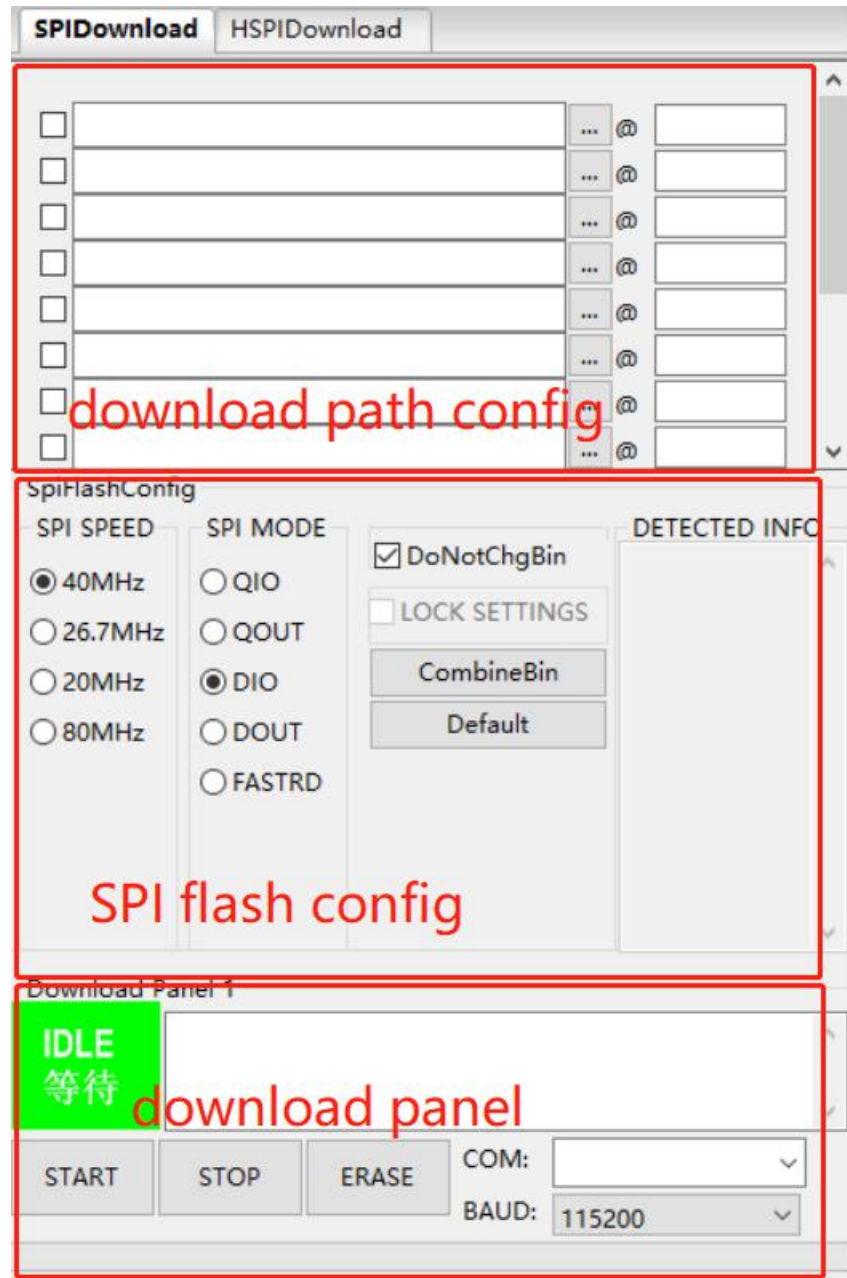 SPIDownload HSPIDownload
... @
... @
... @
... @
... @
... @
... @
... @
download path config
SpiFlashConfig
SPI SPEED SPI MODE DETECTED INFO
DoNotChgBin
40MHz QIO
LOCK SETTINGS
26.7MHz QOUT
CombineBin
20MHz DIO
Default
80MHz DOUT
FASTRD
SPI flash config
Download Panel 1
IDLE
等待
download panel
START STOP ERASE COM:
BAUD: 115200